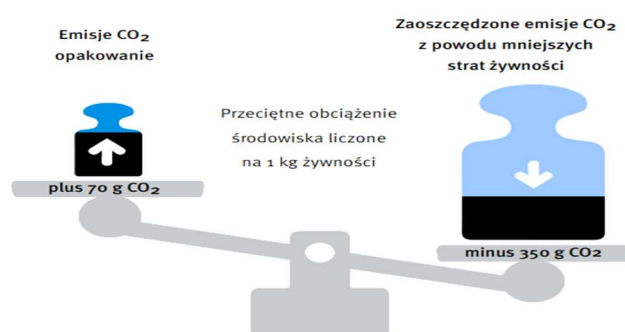 Emisje CO2
opakowanie
Zaoszczędzone emisje CO2
z powodu mniejszych
strat żywności
Przeciętne obciążenie
środowiska liczone
na 1 kg żywności
plus 70 g CO2
minus 350 g CO2